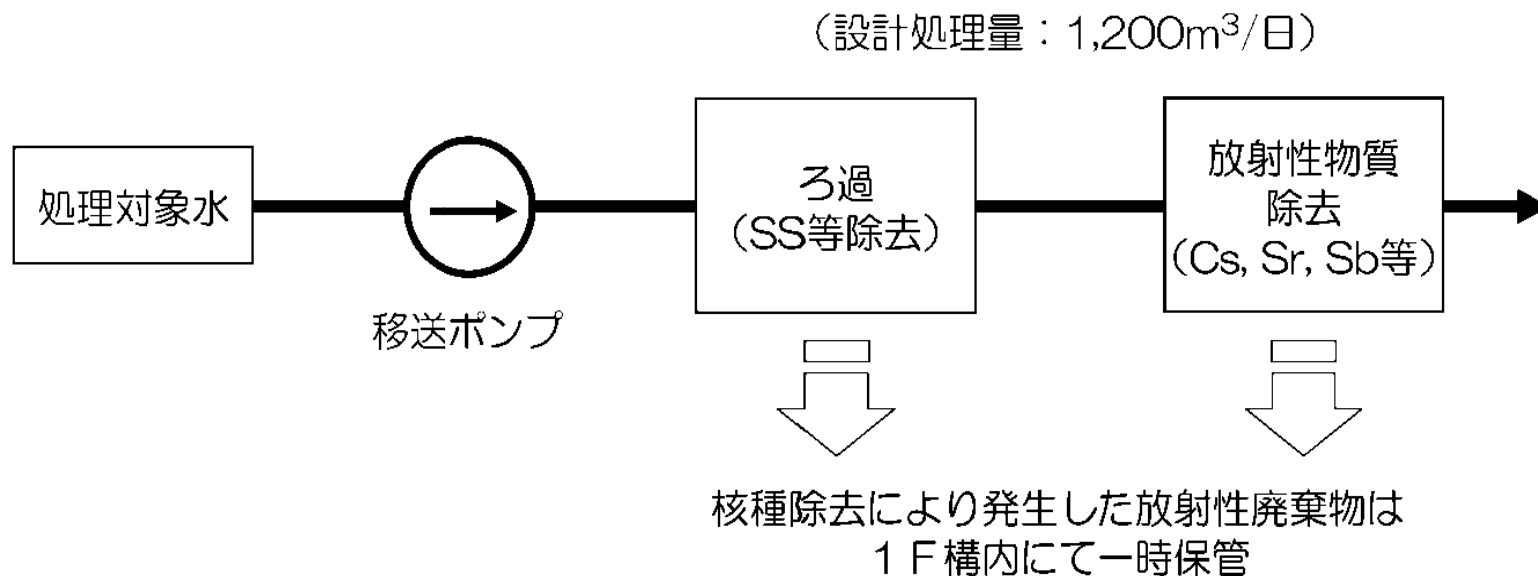 （設計処理量：1,200m³/日）
処理対象水
移送ポンプ
ろ過
（SS等除去）
放射性物質
除去
（Cs, Sr, Sb等）
核種除去により発生した放射性廃棄物は
１Ｆ構内にて一時保管